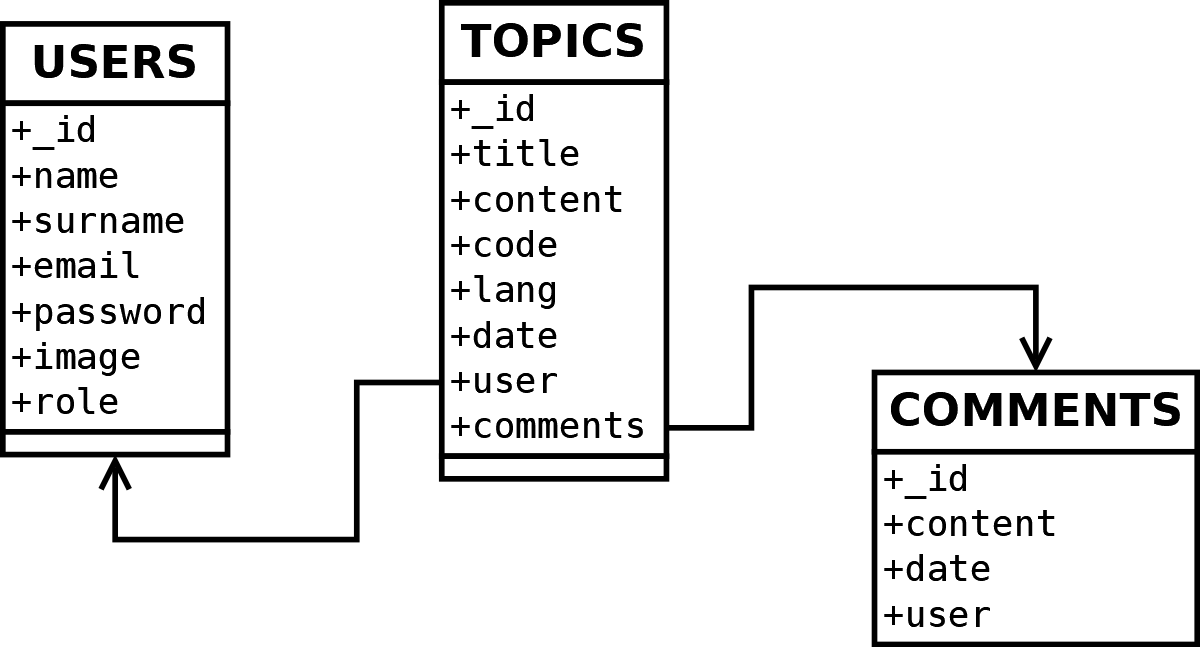 USERS
+_id
+name
+surname
+email
+password
+image
+role
TOPICS
+_id
+title
+content
+code
+lang
+date
+user
+comments
COMMENTS
+_id
+content
+date
+user